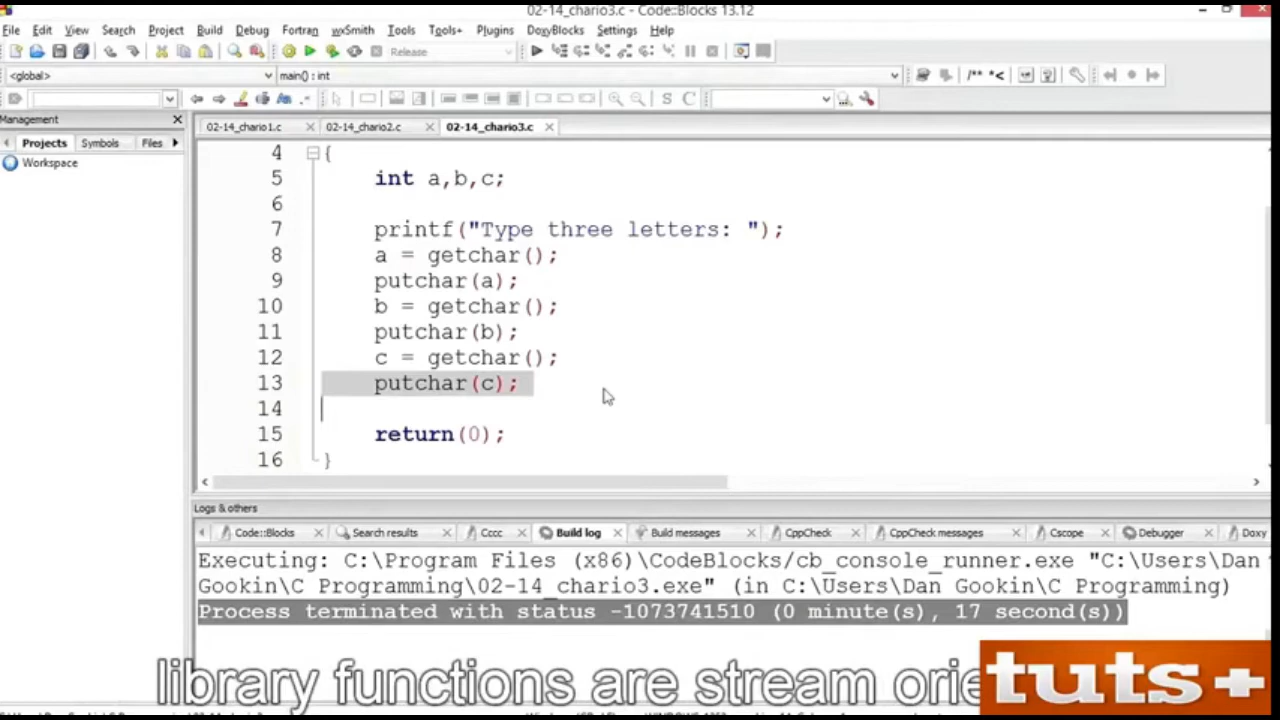 02-14_chario3.c - Code::Blocks 13.12
File Edit View Search Project Build Debug Fortran wxSmith Tools Tools+ Plugins DoxyBlocks Settings Help
Release
<global> main() : int /** *<
S C
Management
02-14_chario1.c 02-14_chario2.c 02-14_chario3.c
Projects Symbols Files
Workspace
4 {
5 int a,b,c;
6
7 printf("Type three letters: ");
8 a = getchar();
9 putchar(a);
10 b = getchar();
11 putchar(b);
12 c = getchar();
13 putchar(c);
14
15 return(0);
16 }
Logs & others
Code::Blocks Search results Cccc Build log Build messages CppCheck CppCheck messages Cscope Debugger Doxy
Executing: C:\Program Files (x86)\CodeBlocks/cb_console_runner.exe "C:\Users\Dan
Gookin\C Programming\02-14_chario3.exe" (in C:\Users\Dan Gookin\C Programming)
Process terminated with status -1073741510 (0 minute(s), 17 second(s))
library functions are stream orie
tuts+